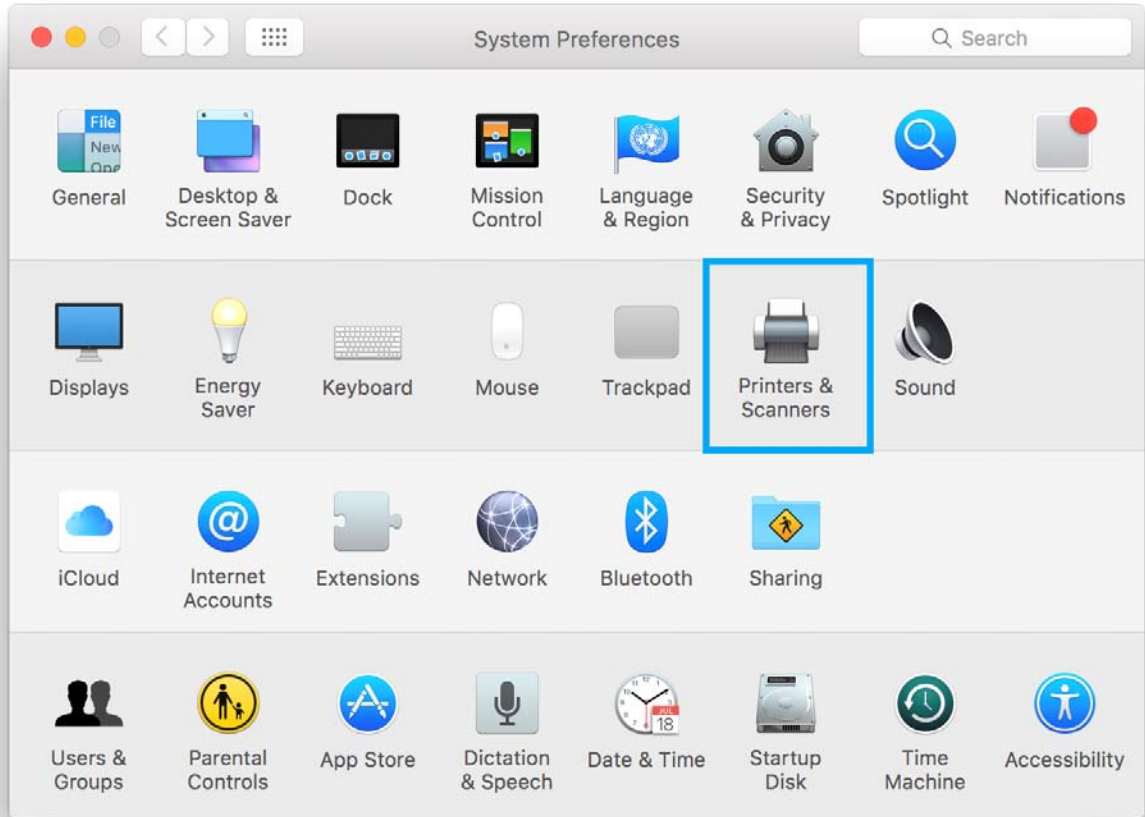 System Preferences
Search
File
New
Ope
General
Desktop &
Screen Saver
Dock
Mission
Control
Language
& Region
Security
& Privacy
Spotlight
Notifications
Displays
Energy
Saver
Keyboard
Mouse
Trackpad
Printers &
Scanners
Sound
iCloud
@
Internet
Accounts
Extensions
Network
Bluetooth
Sharing
JUL
18
Users &
Groups
Parental
Controls
App Store
Dictation
& Speech
Date & Time
Startup
Disk
Time
Machine
Accessibility